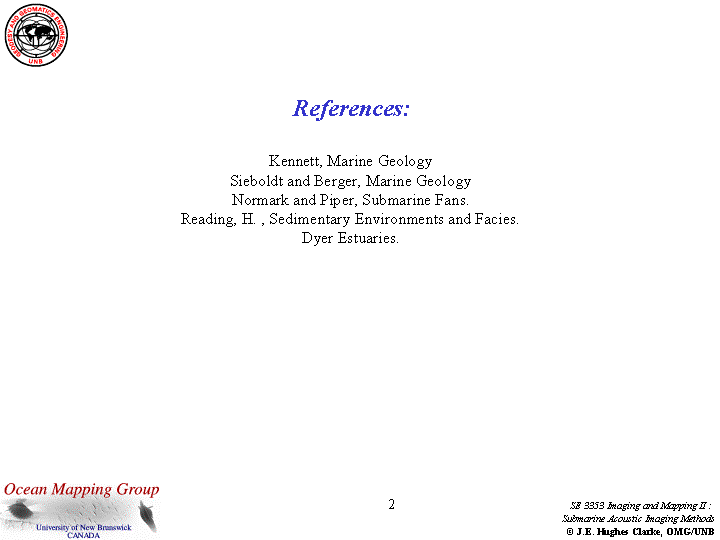 GEODESY AND GEOMATICS ENGINEERING
UNB
References:
Kennett, Marine Geology
Sieboldt and Berger, Marine Geology
Normark and Piper, Submarine Fans.
Reading, H. , Sedimentary Environments and Facies.
Dyer Estuaries.
Ocean Mapping Group
University of New Brunswick
CANADA
2
SE 3353 Imaging and Mapping II :
Submarine Acoustic Imaging Methods
© J.E. Hughes Clarke, OMG/UNB